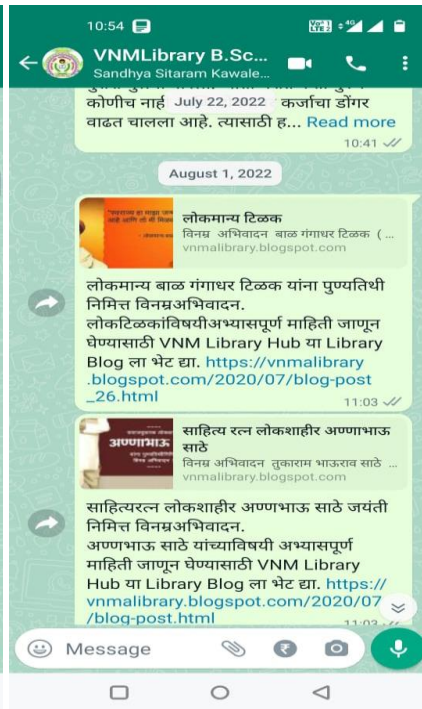 10:54
VNMLibrary B.Sc...
Sandhya Sitaram Kawale...
कोणीच नाही
July 22, 2022
कर्जाचा डोंगर
वाढत चालला आहे. त्यासाठी ह... Read more
10:41
August 1, 2022
लोकमान्य टिळक
विनम्र अभिवादन बाळ गंगाधर टिळक ( ...
vnmalibrary.blogspot.com
लोकमान्य बाळ गंगाधर टिळक यांना पुण्यतिथी
निमित्त विनम्रअभिवादन.
लोकटिळकांविषयीअभ्यासपूर्ण माहिती जाणून
घेण्यासाठी VNM Library Hub या Library
Blog ला भेट द्या. https://vnmalibrary
.blogspot.com/2020/07/blog-post
_26.html
11:03
अण्णाभाऊ
साहित्य रत्न लोकशाहीर अण्णाभाऊ
साठे
विनम्र अभिवादन तुकाराम भाऊराव साठे ...
vnmalibrary.blogspot.com
साहित्यरत्न लोकशाहीर अण्णभाऊ साठे जयंती
निमित्त विनम्रअभिवादन.
अण्णभाऊ साठे यांच्याविषयी अभ्यासपूर्ण
माहिती जाणून घेण्यासाठी VNM Library
Hub या Library Blog ला भेट द्या. https://
vnmalibrary.blogspot.com/2020/07
/blog-post.html
11:03
Message